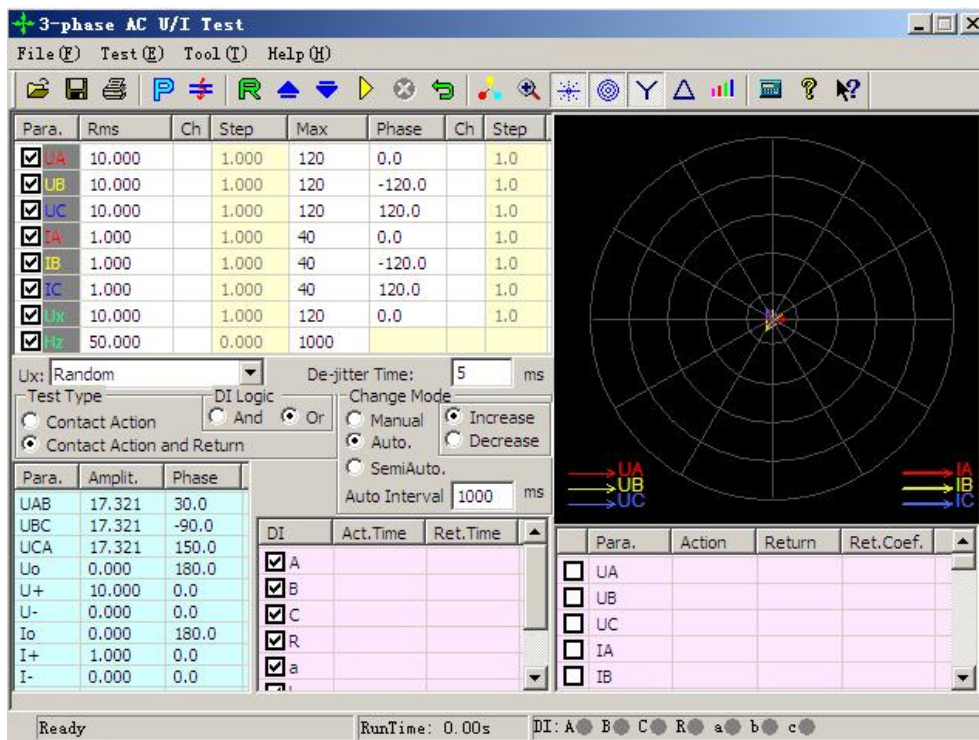 3-phase AC U/I Test
File(F) Test(E) Tool(T) Help(H)
Para. Rms Ch Step Max Phase Ch Step
UA 10.000 1.000 120 0.0 1.0
UB 10.000 1.000 120 -120.0 1.0
UC 10.000 1.000 120 120.0 1.0
IA 1.000 1.000 40 0.0 1.0
IB 1.000 1.000 40 -120.0 1.0
IC 1.000 1.000 40 120.0 1.0
Ux 10.000 1.000 120 0.0 1.0
Hz 50.000 0.000 1000
Ux: Random De-jitter Time: 5 ms
Test Type
Contact Action
Contact Action and Return
DI Logic
And Or
Change Mode
Manual
Auto.
SemiAuto.
Increase
Decrease
Auto Interval 1000 ms
Para. Amplit. Phase
UAB 17.321 30.0
UBC 17.321 -90.0
UCA 17.321 150.0
Uo 0.000 180.0
U+ 10.000 0.0
U- 0.000 0.0
Io 0.000 180.0
I+ 1.000 0.0
I- 0.000 0.0
DI Act.Time Ret.Time
A
B
C
R
a
UA
UB
UC
IA
IB
IC
Para. Action Return Ret.Coef.
UA
UB
UC
IA
IB
Ready RunTime: 0.00s DI: A B C R a b c